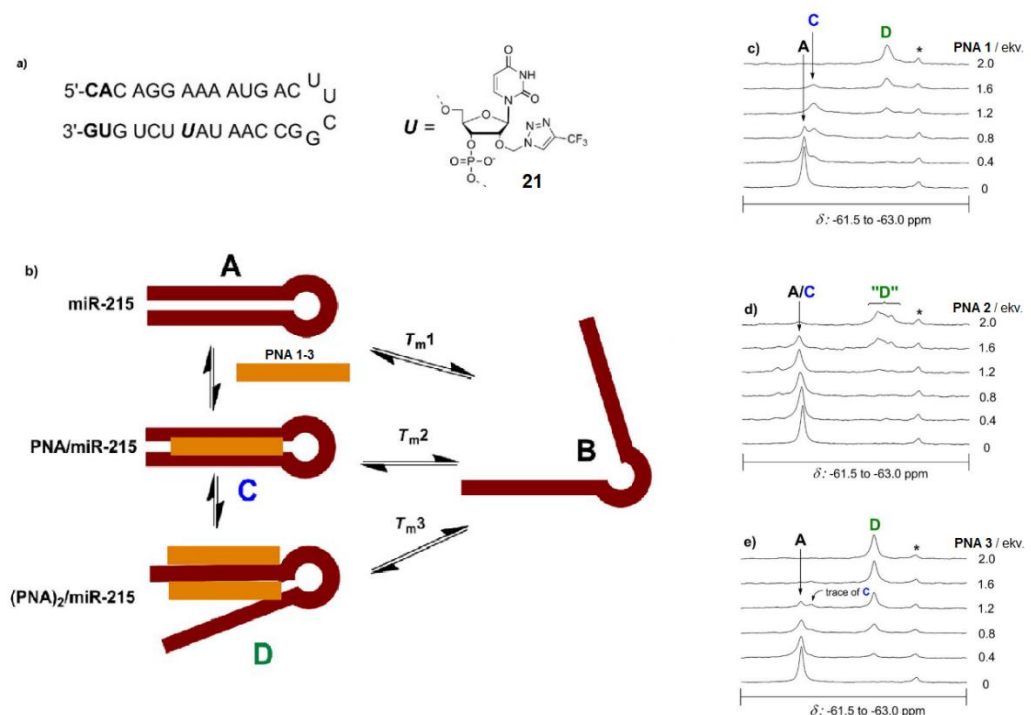 a)
5'-CAC AGG AAA AUGAC U U C
3'-GUG UCU UAU AAC CG G
U =
O
NH
N
O
O
O
O
O=P-O⁻
O
N=N
N
CF₃
21
b)
A
miR-215
PNA 1-3
Tm1
PNA/miR-215
C
Tm2
B
Tm3
(PNA)₂/miR-215
D
c)
C
A
D
*
PNA 1 / ekv.
2.0
1.6
1.2
0.8
0.4
0
δ: -61.5 to -63.0 ppm
d)
A/C
"D"
*
PNA 2 / ekv.
2.0
1.6
1.2
0.8
0.4
0
δ: -61.5 to -63.0 ppm
e)
A
D
*
PNA 3 / ekv.
2.0
1.6
trace of C
1.2
0.8
0.4
0
δ: -61.5 to -63.0 ppm